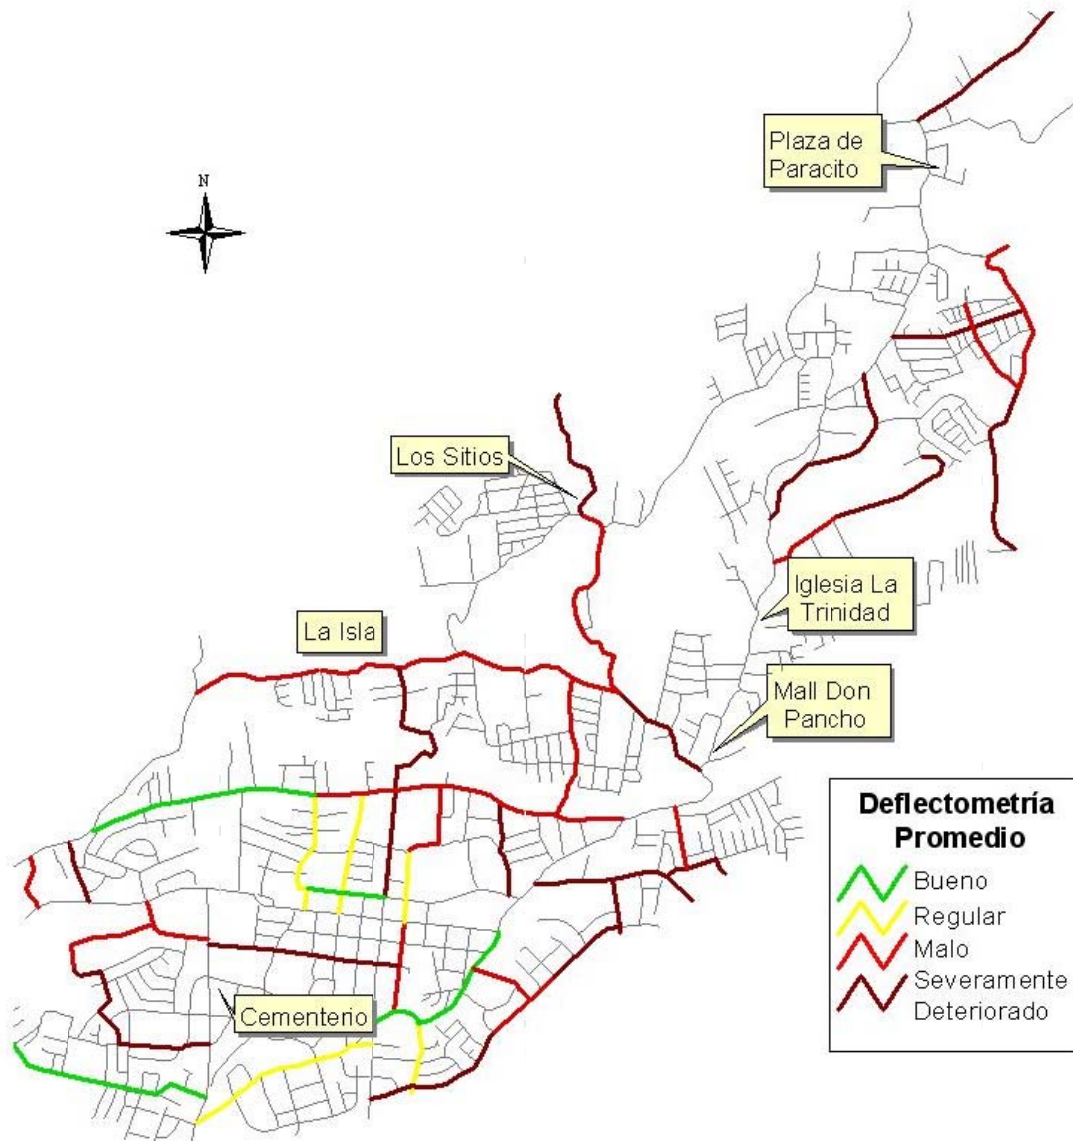 N
Plaza de
Paracito
Los Sitios
Iglesia La
Trinidad
La Isla
Mall Don
Pancho
Cementerio
Deflectometría
Promedio
Bueno
Regular
Malo
Severamente
Deteriorado